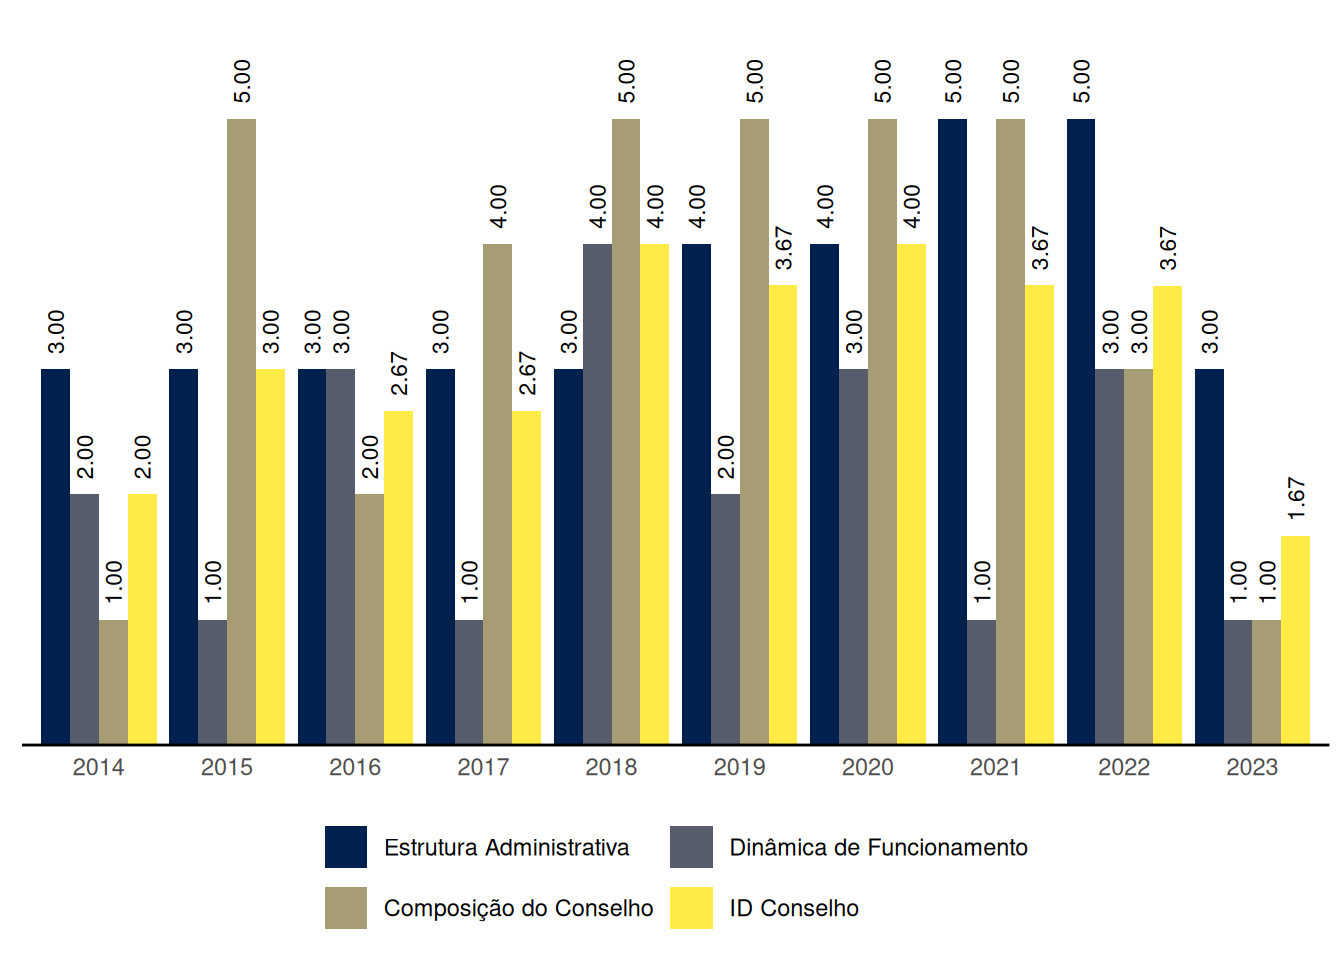 3.00 2.00 1.00 2.00
3.00 1.00 5.00 3.00
3.00 3.00 2.00 2.67
3.00 1.00 4.00 2.67
3.00 4.00 5.00 4.00
4.00 2.00 5.00 3.67
4.00 3.00 5.00 4.00
5.00 1.00 5.00 3.67
5.00 3.00 3.00 3.67
3.00 1.00 1.00 1.67
2014 2015 2016 2017 2018 2019 2020 2021 2022 2023
Estrutura Administrativa Dinâmica de Funcionamento
Composição do Conselho ID Conselho